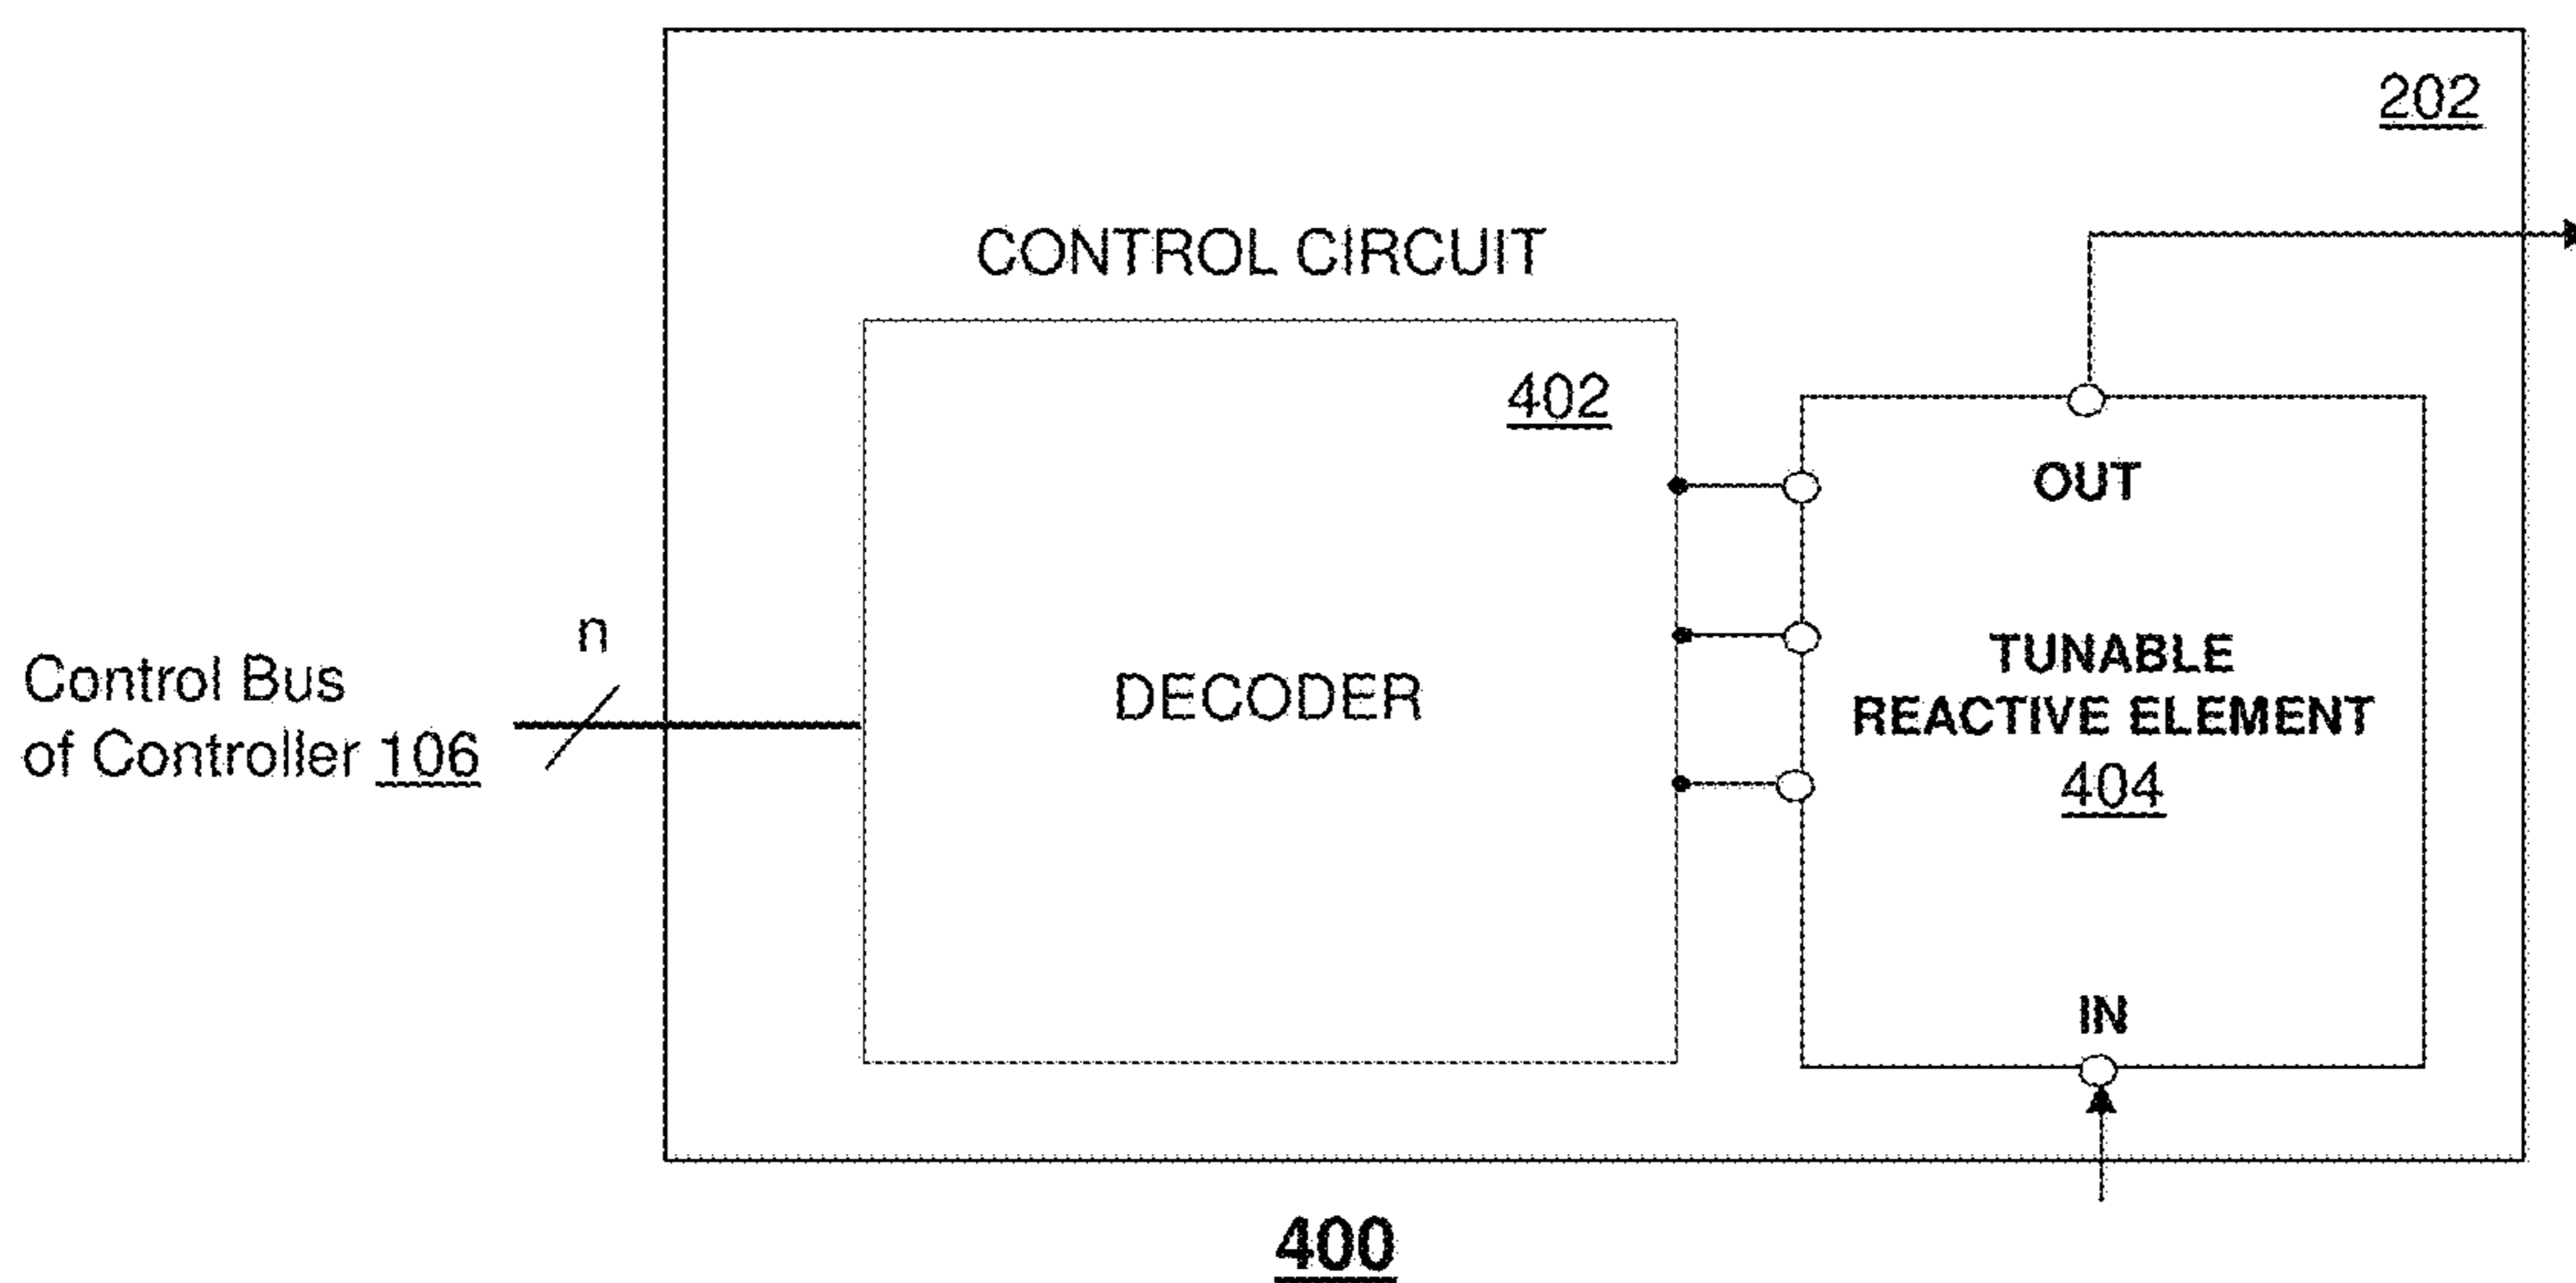 202
CONTROL CIRCUIT
402
OUT
n
Control Bus
of Controller 106
DECODER
TUNABLE
REACTIVE ELEMENT
404
IN
400